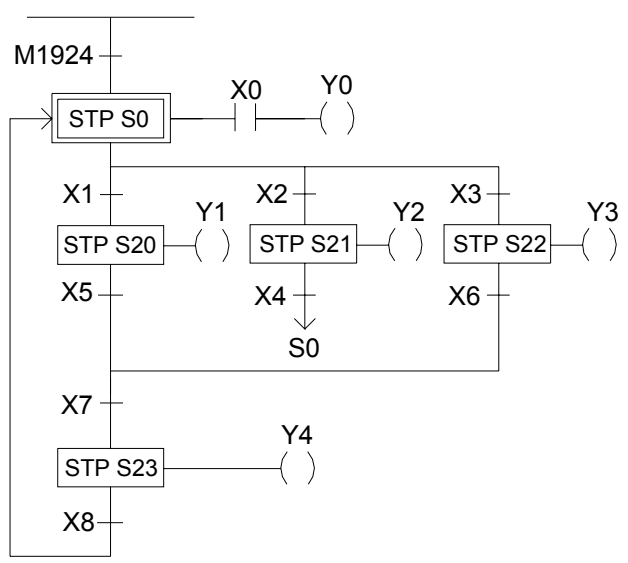 M1924
X0 Y0
STP S0
X1 X2 X3
Y1 Y2 Y3
STP S20 STP S21 STP S22
X5 X4 X6
S0
X7
Y4
STP S23
X8